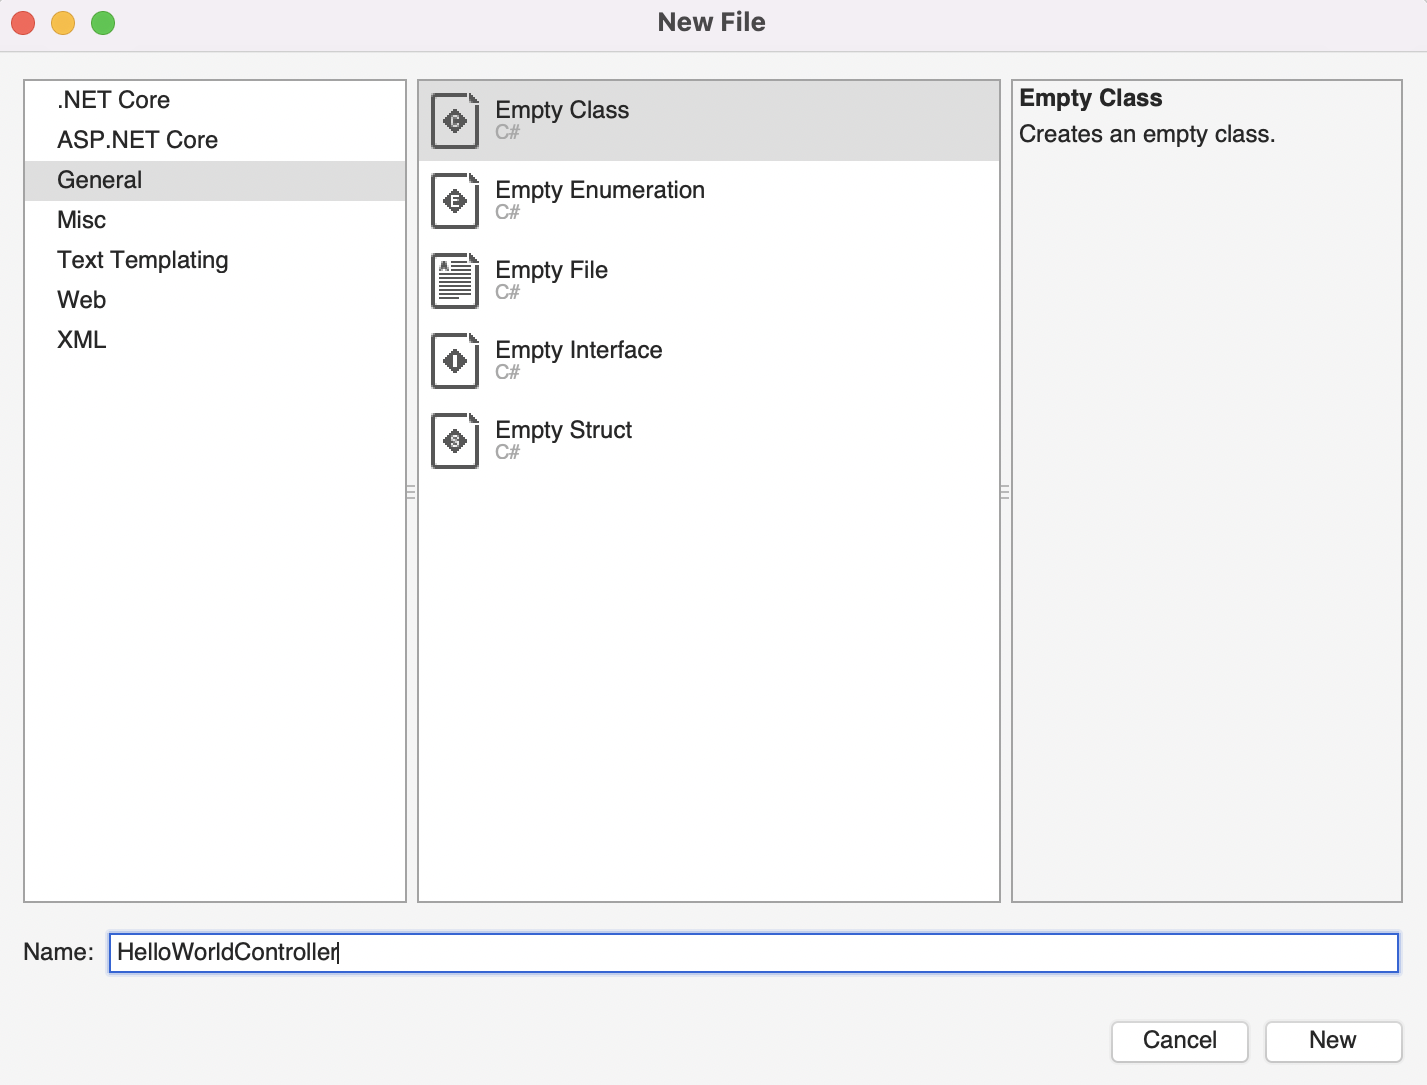 New File
.NET Core
ASP.NET Core
General
Misc
Text Templating
Web
XML
Empty Class
C#
Empty Enumeration
C#
Empty File
C#
Empty Interface
C#
Empty Struct
C#
Empty Class
Creates an empty class.
Name: HelloWorldController
Cancel New